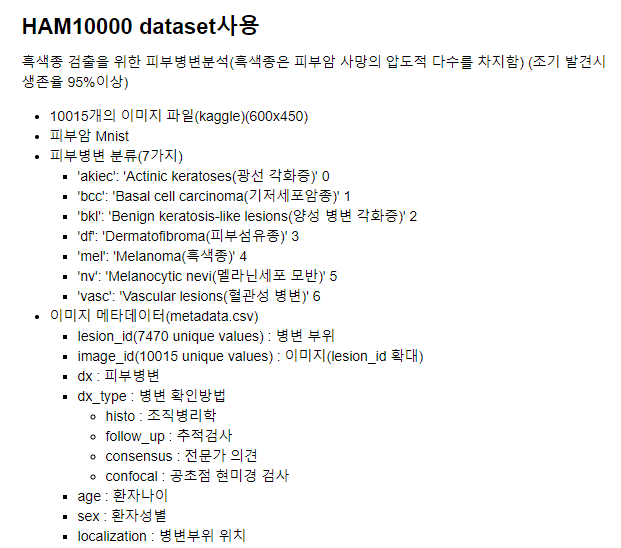 HAM10000 dataset사용
흑색종 검출을 위한 피부병변분석(흑색종은 피부암 사망의 압도적 다수를 차지함) (조기 발견시
생존율 95%이상)
10015개의 이미지 파일(kaggle)(600x450)
피부암 Mnist
피부병변 분류(7가지)
'akiec': 'Actinic keratoses(광선 각화증)' 0
'bcc': 'Basal cell carcinoma(기저세포암종)' 1
'bkl': 'Benign keratosis-like lesions(양성 병변 각화증)' 2
'df': 'Dermatofibroma(피부섬유종)' 3
'mel': 'Melanoma(흑색종)' 4
'nv': 'Melanocytic nevi(멜라닌세포 모반)' 5
'vasc': 'Vascular lesions(혈관성 병변)' 6
이미지 메타데이터(metadata.csv)
lesion_id(7470 unique values) : 병변 부위
image_id(10015 unique values) : 이미지(lesion_id 확대)
dx : 피부병변
dx_type : 병변 확인방법
histo : 조직병리학
follow_up : 추적검사
consensus : 전문가 의견
confocal : 공초점 현미경 검사
age : 환자나이
sex : 환자성별
localization : 병변부위 위치